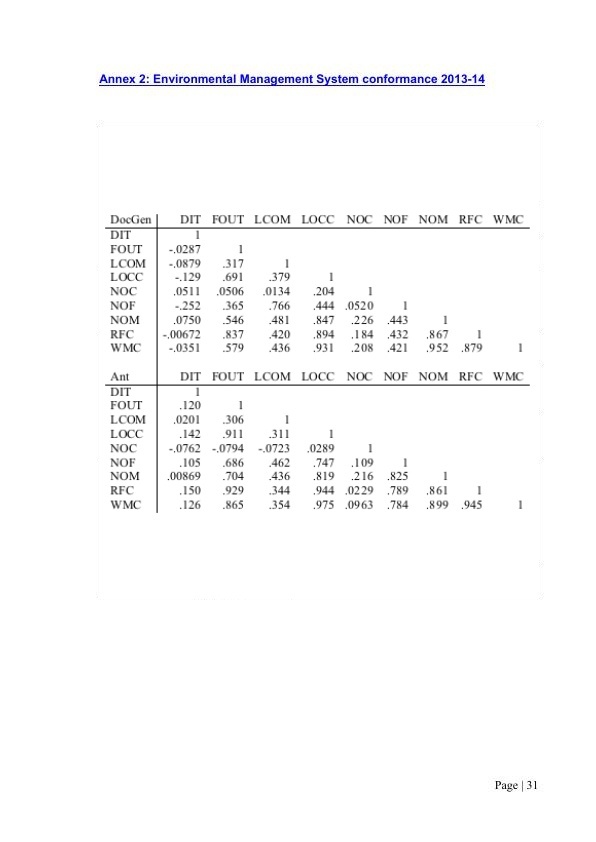 Annex 2: Environmental Management System conformance 2013-14
DocGen DIT FOUT LCOM LOCC NOC NOF NOM RFC WMC
DIT 1
FOUT -.0287 1
LCOM -.0879 .317 1
LOCC -.129 .691 .379 1
NOC .0511 .0506 .0134 .204 1
NOF -.252 .365 .766 .444 .0520 1
NOM .0750 .546 .481 .847 .226 .443 1
RFC -.00672 .837 .420 .894 .184 .432 .867 1
WMC -.0351 .579 .436 .931 .208 .421 .952 .879 1
Ant DIT FOUT LCOM LOCC NOC NOF NOM RFC WMC
DIT 1
FOUT .120 1
LCOM .0201 .306 1
LOCC .142 .911 .311 1
NOC -.0762 -.0794 -.0723 .0289 1
NOF .105 .686 .462 .747 .109 1
NOM .00869 .704 .436 .819 .216 .825 1
RFC .150 .929 .344 .944 .0229 .789 .861 1
WMC .126 .865 .354 .975 .0963 .784 .899 .945 1
Page | 31